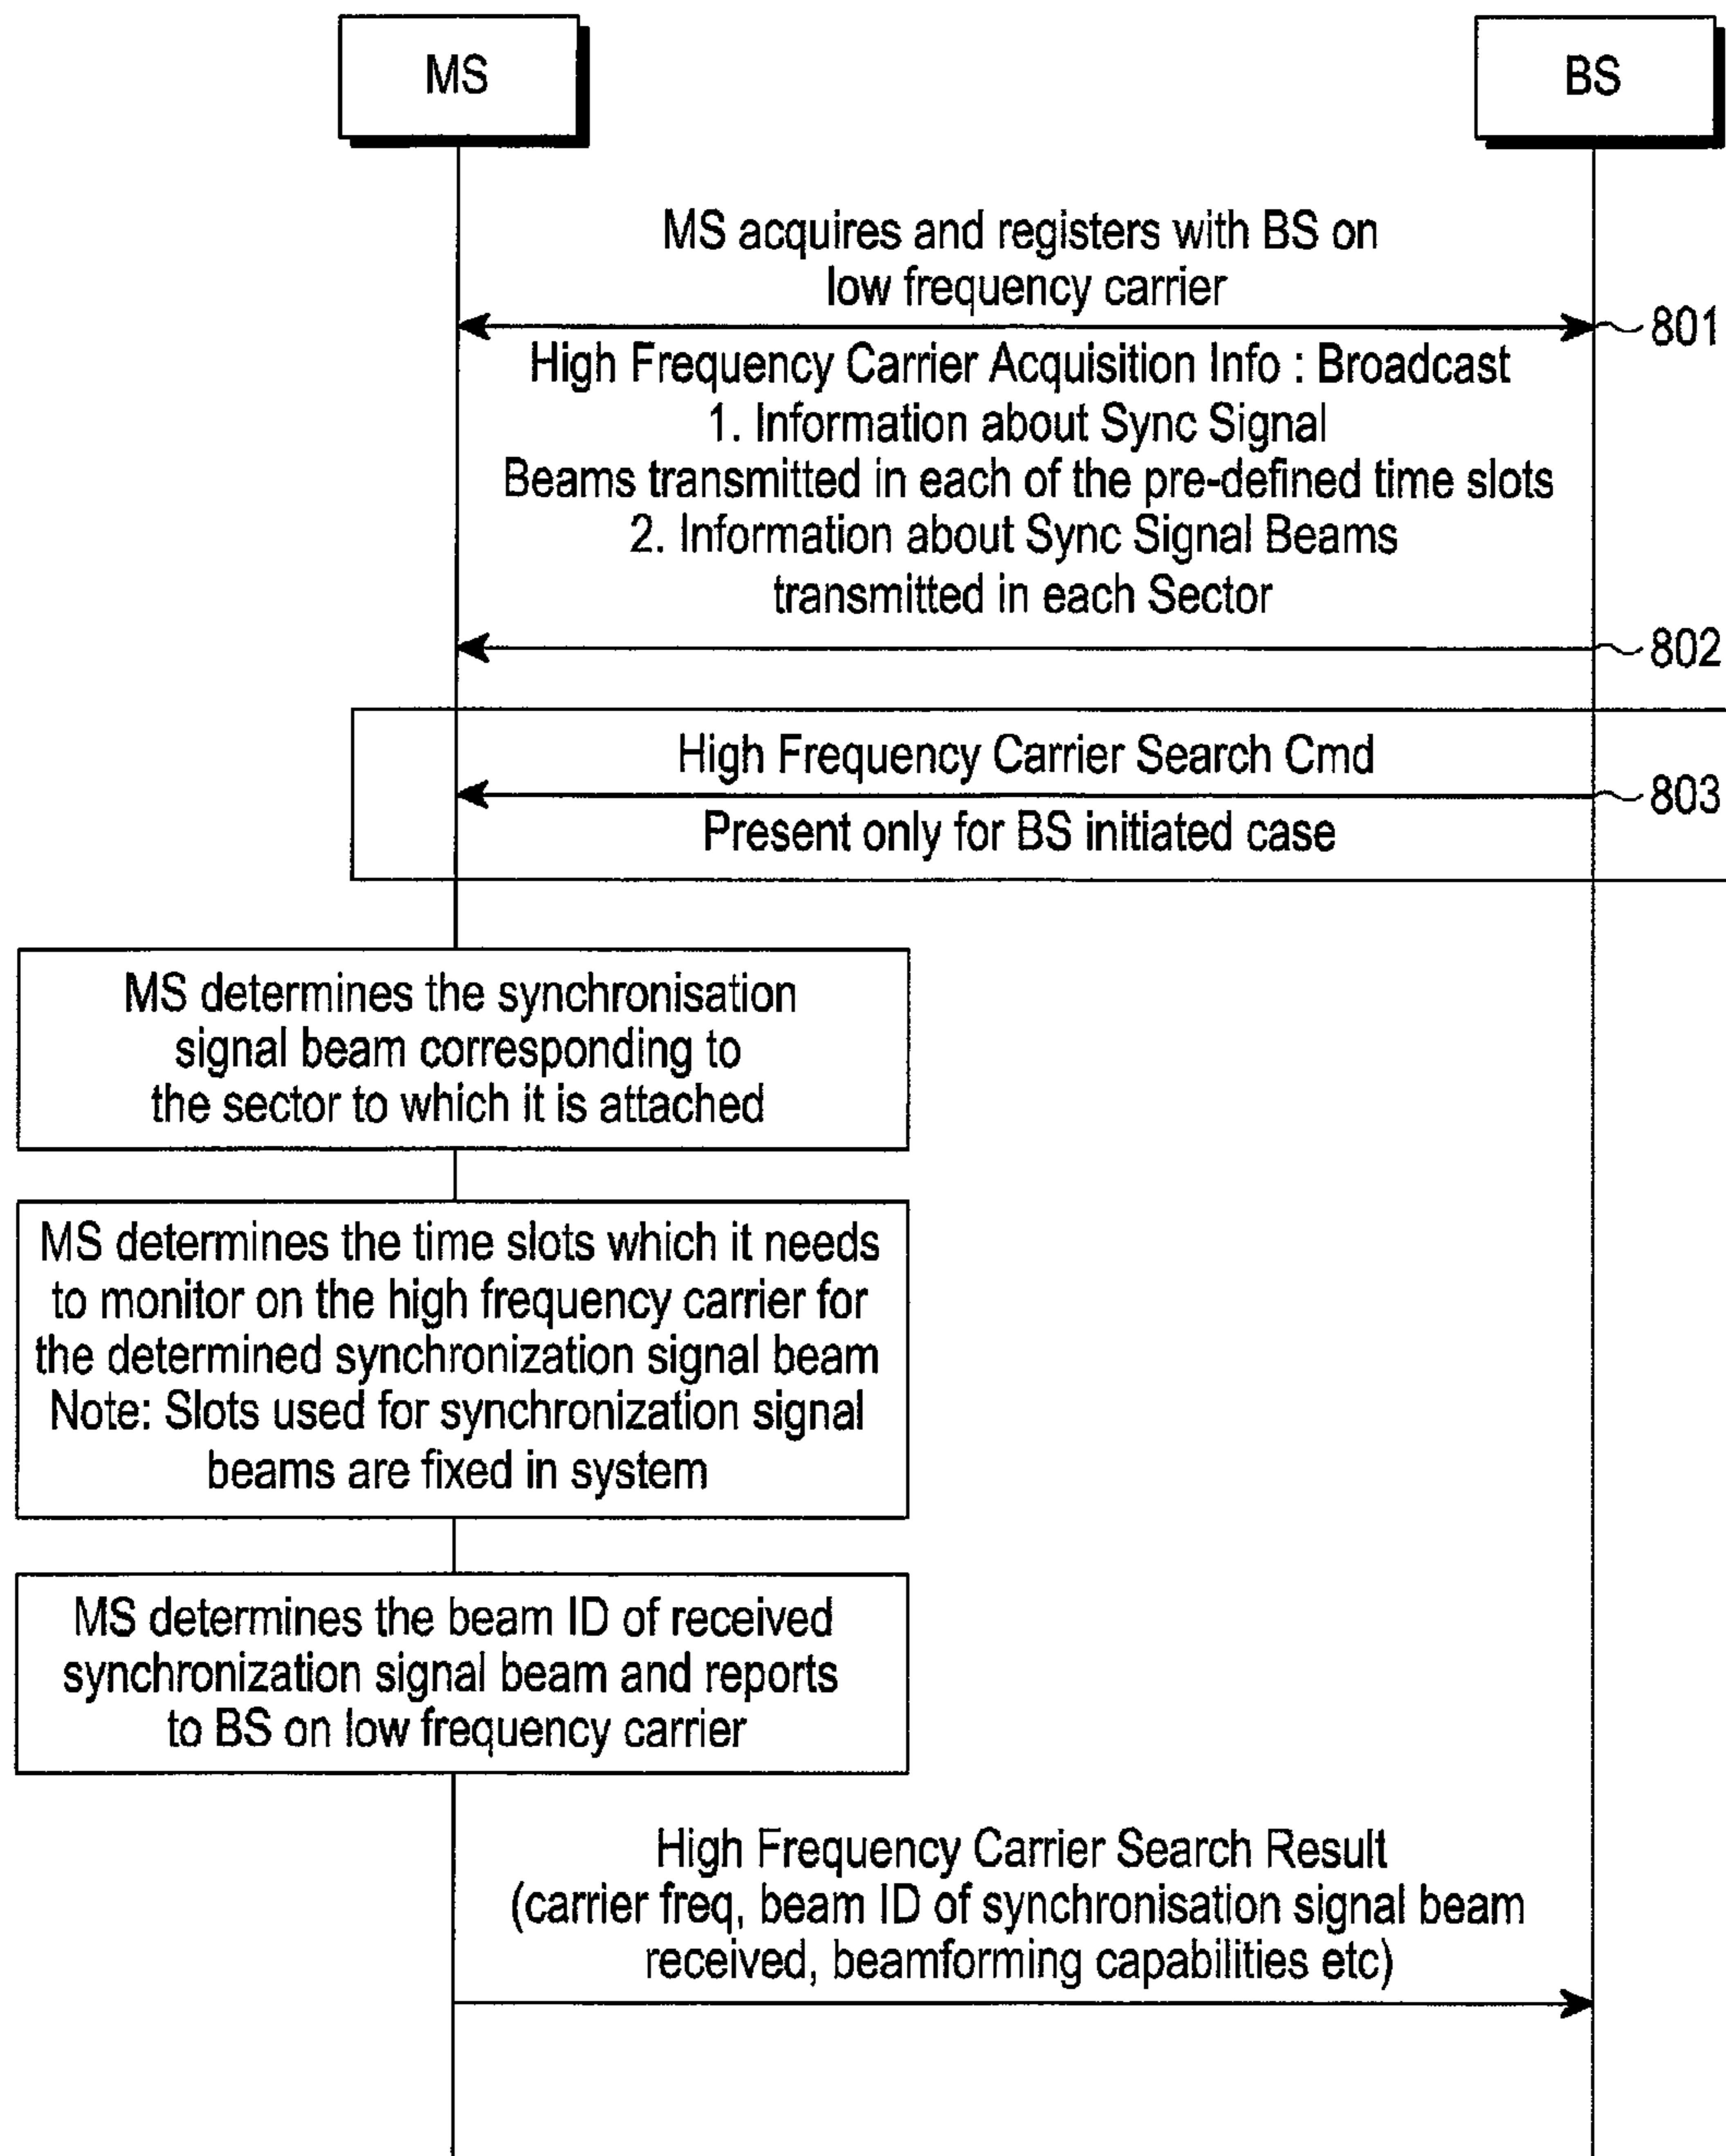 MS
BS
MS acquires and registers with BS on
low frequency carrier
801
High Frequency Carrier Acquisition Info : Broadcast
1. Information about Sync Signal
Beams transmitted in each of the pre-defined time slots
2. Information about Sync Signal Beams
transmitted in each Sector
802
High Frequency Carrier Search Cmd
803
Present only for BS initiated case
MS determines the synchronisation
signal beam corresponding to
the sector to which it is attached
MS determines the time slots which it needs
to monitor on the high frequency carrier for
the determined synchronization signal beam
Note: Slots used for synchronization signal
beams are fixed in system
MS determines the beam ID of received
synchronization signal beam and reports
to BS on low frequency carrier
High Frequency Carrier Search Result
(carrier freq, beam ID of synchronisation signal beam
received, beamforming capabilities etc)